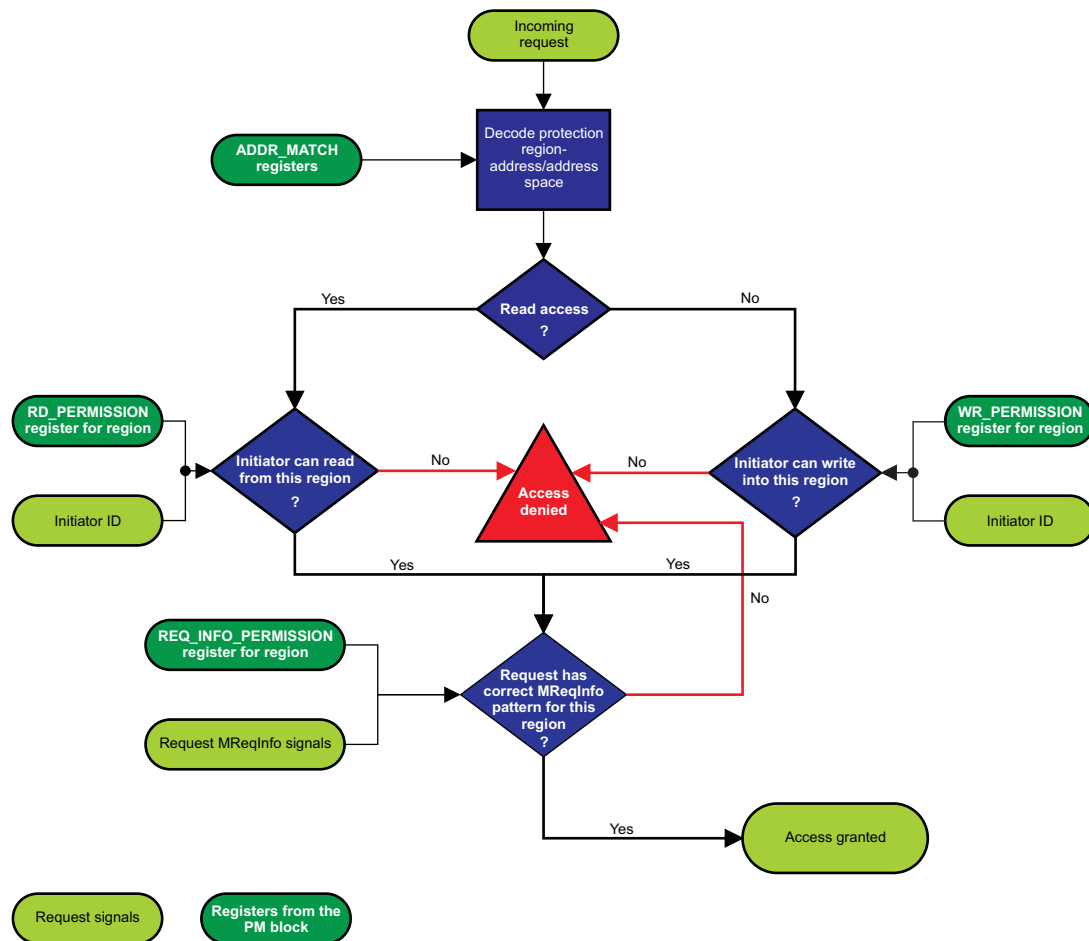 Incoming
request
ADDR_MATCH
registers
Decode protection
region-
address/address
space
Yes
Read access
?
No
RD_PERMISSION
register for region
Initiator ID
Initiator can read
from this region
?
No
Access
denied
No
Initiator can write
into this region
?
WR_PERMISSION
register for region
Initiator ID
Yes
Yes
No
REQ_INFO_PERMISSION
register for region
Request MReqInfo signals
Request has
correct MReqInfo
pattern for this
region
?
Yes
Access granted
Request signals
Registers from the
PM block